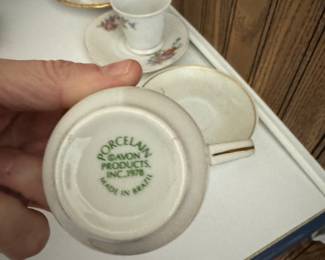 PORCELAIN
©AVON
PRODUCTS,
INC.1978
MADE IN BRAZIL